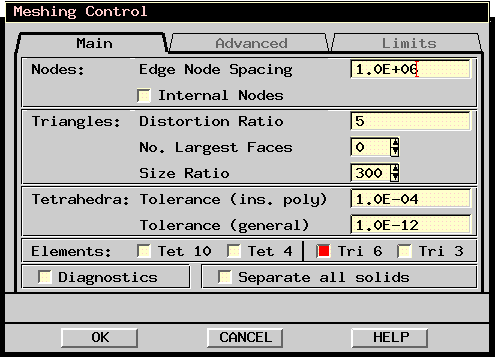 Meshing Control
Main Advanced Limits
Nodes: Edge Node Spacing 1.0E+06
Internal Nodes
Triangles: Distortion Ratio 5
No. Largest Faces 0
Size Ratio 300
Tetrahedra: Tolerance (ins. poly) 1.0E-04
Tolerance (general) 1.0E-12
Elements: Tet 10 Tet 4 Tri 6 Tri 3
Diagnostics Separate all solids
OK CANCEL HELP